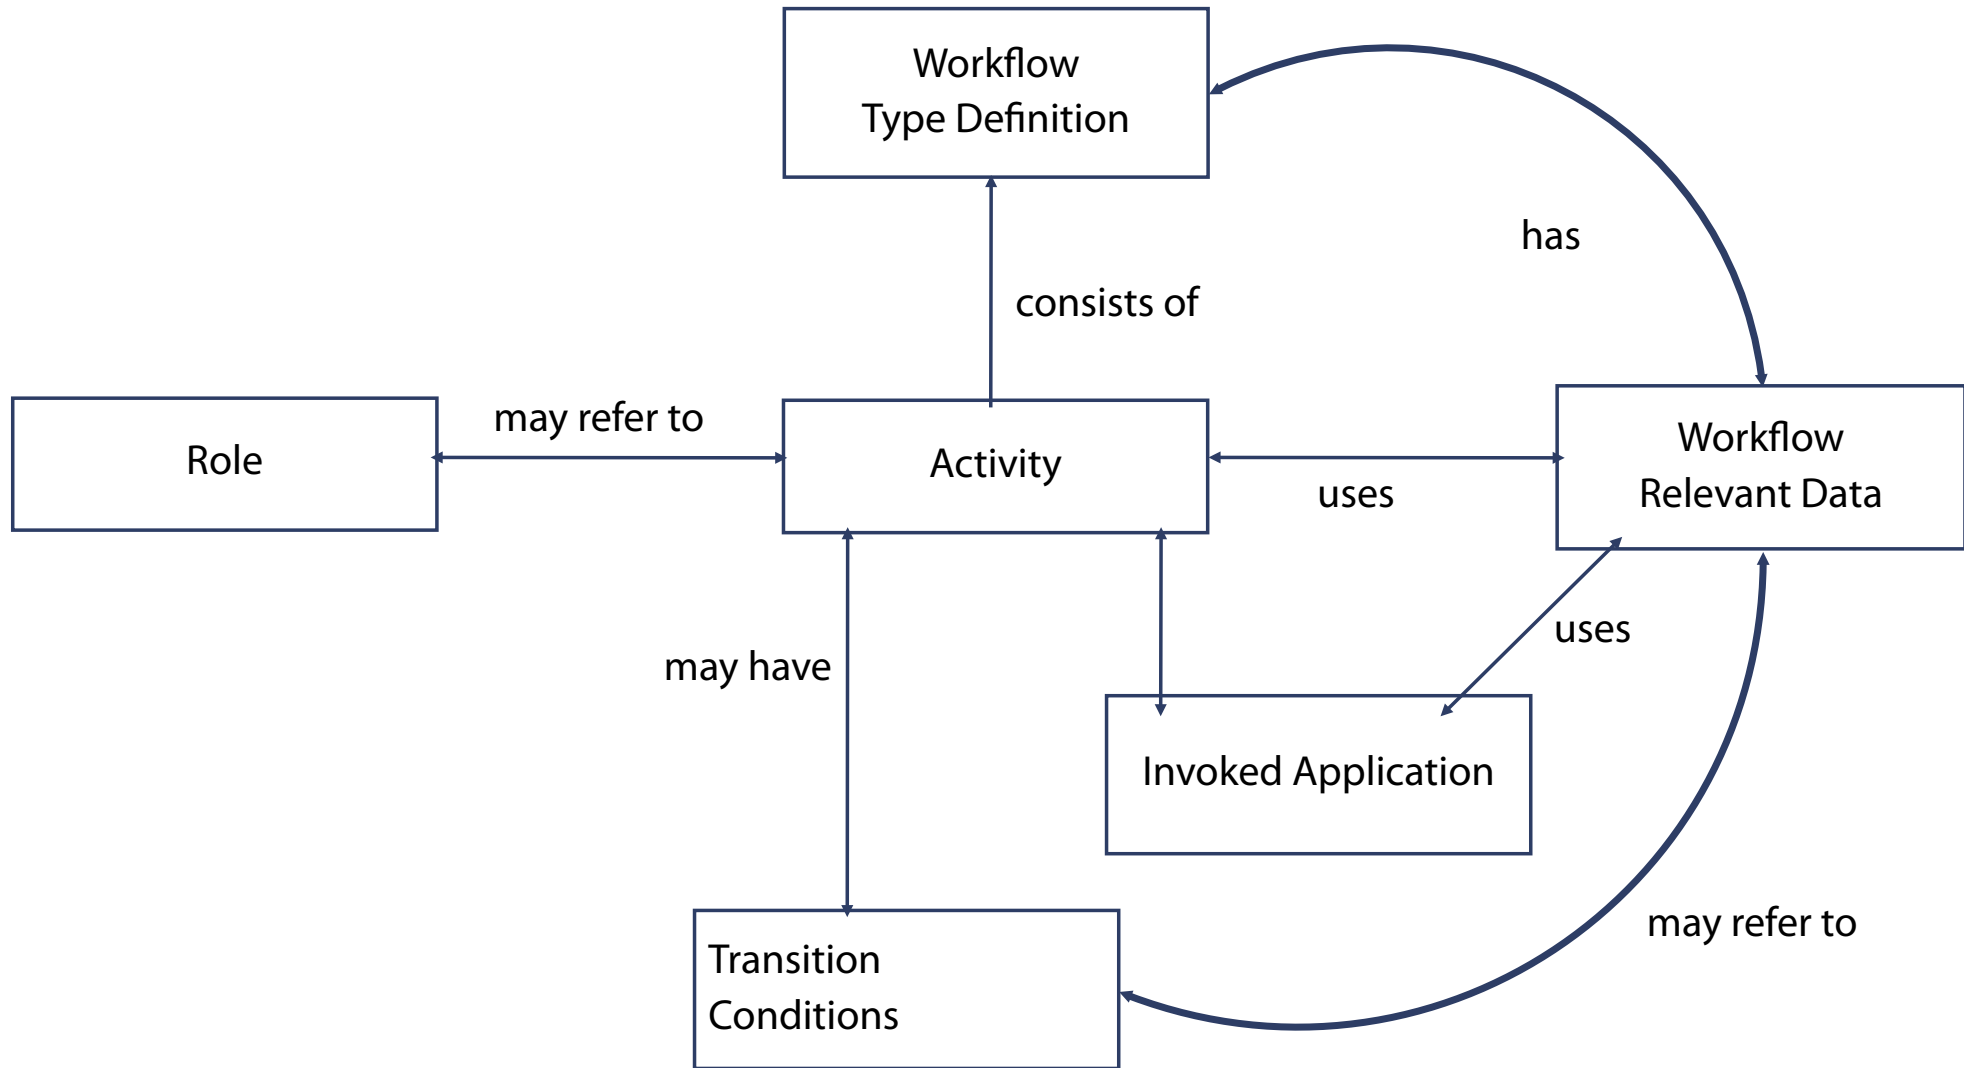 Workflow
Type Definition
has
consists of
Role
may refer to
Activity
uses
Workflow
Relevant Data
may have
uses
Invoked Application
Transition
Conditions
may refer to